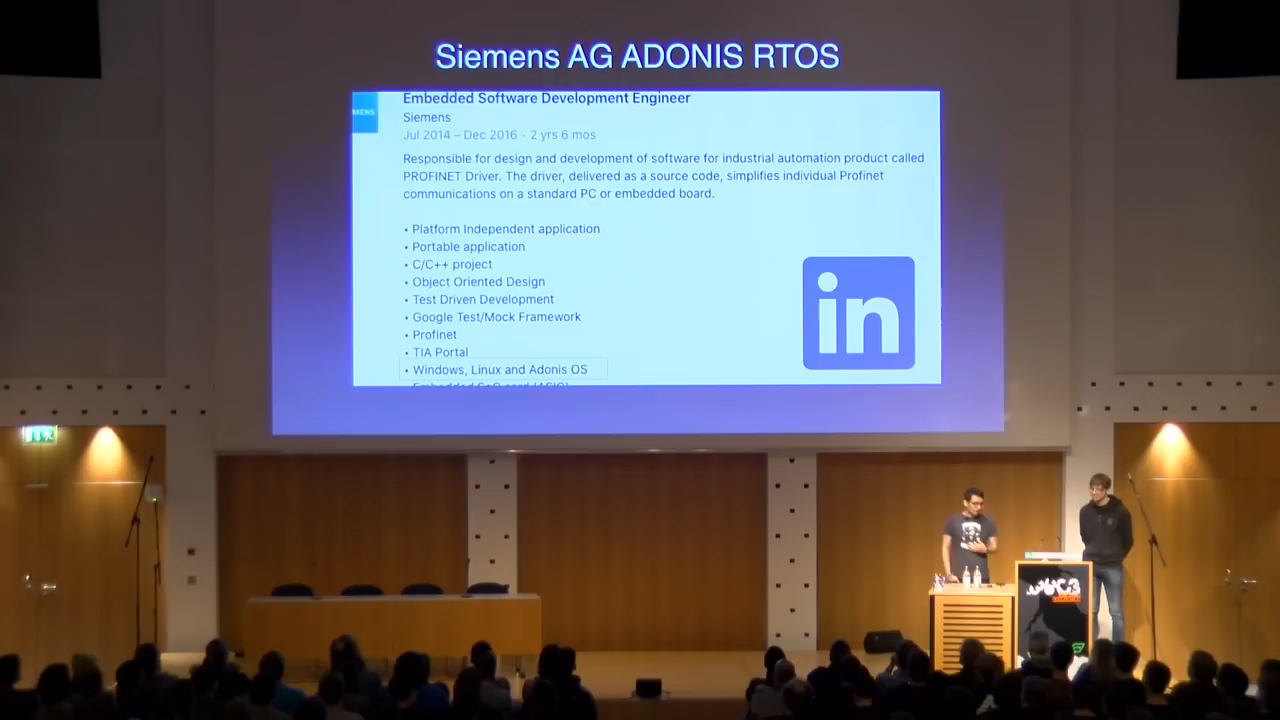 Siemens AG ADONIS RTOS
MENS
Embedded Software Development Engineer
Siemens
Jul 2014 – Dec 2016 · 2 yrs 6 mos
Responsible for design and development of software for industrial automation product called
PROFINET Driver. The driver, delivered as a source code, simplifies individual Profinet
communications on a standard PC or embedded board.
• Platform Independent application
• Portable application
• C/C++ project
• Object Oriented Design
• Test Driven Development
• Google Test/Mock Framework
• Profinet
• TIA Portal
• Windows, Linux and Adonis OS
in